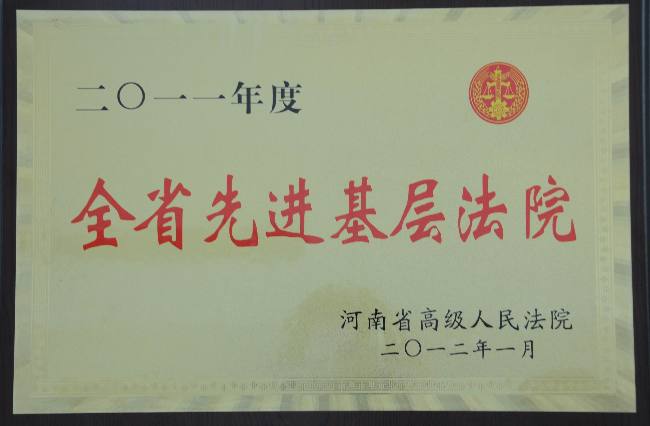 二〇一一年度
全省先进基层法院
河南省高级人民法院
二〇一二年一月